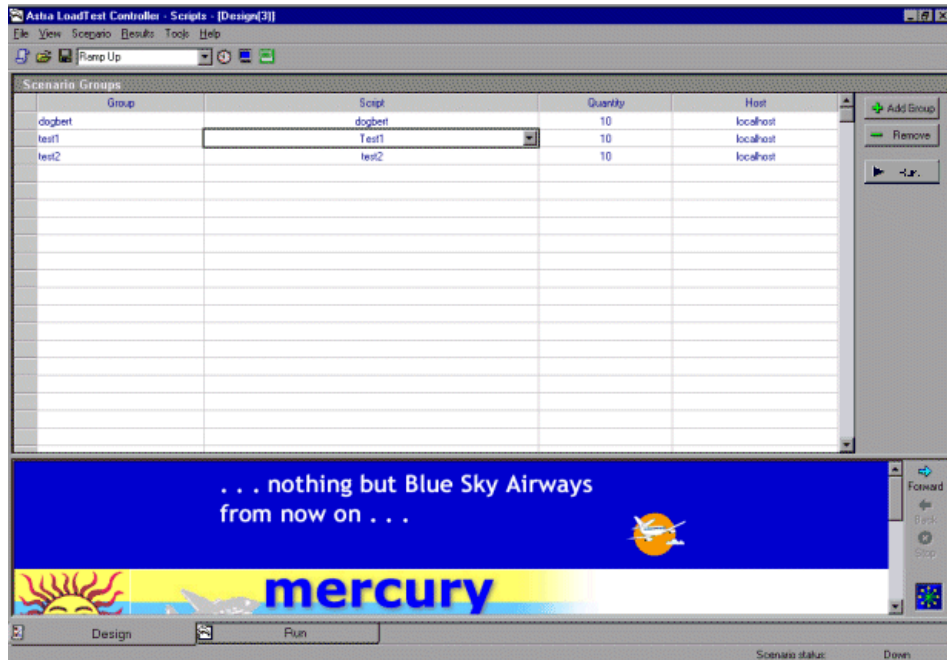 Astra LoadTest Controller - Scripts - [Design(3)]
File View Scenario Results Tools Help
Ramp Up
Scenario Groups
Group Script Quantity Host
dogbert dogbert 10 localhost
test1 Test1 10 localhost
test2 test2 10 localhost
Add Group
Remove
. . . nothing but Blue Sky Airways
from now on . . .
mercury
Forward
Back
Stop
Design Run
Scenario status: Down